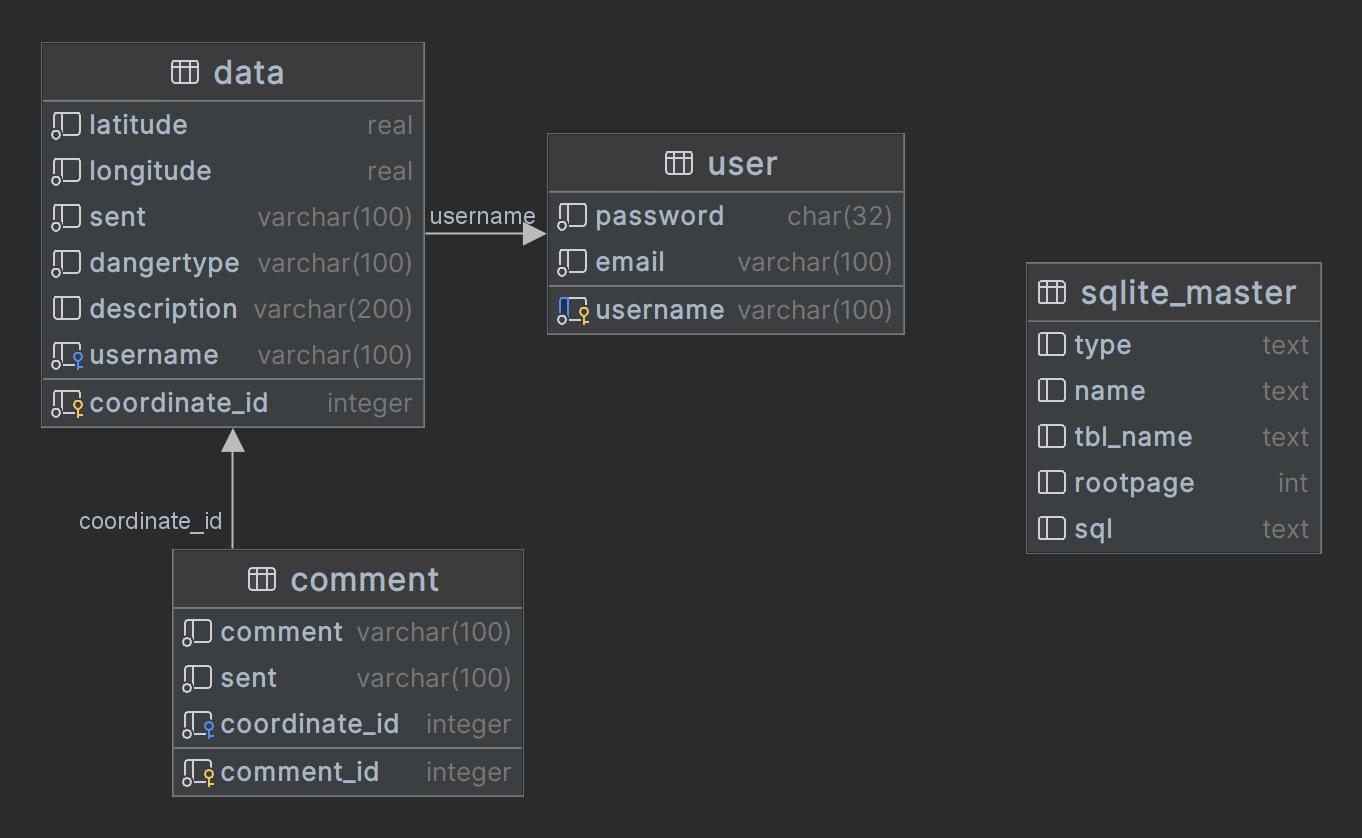 data
latitude real
longitude real
sent varchar(100)
dangertype varchar(100)
description varchar(200)
username varchar(100)
coordinate_id integer
username
user
password char(32)
email varchar(100)
username varchar(100)
sqlite_master
type text
name text
tbl_name text
rootpage int
sql text
coordinate_id
comment
comment varchar(100)
sent varchar(100)
coordinate_id integer
comment_id integer